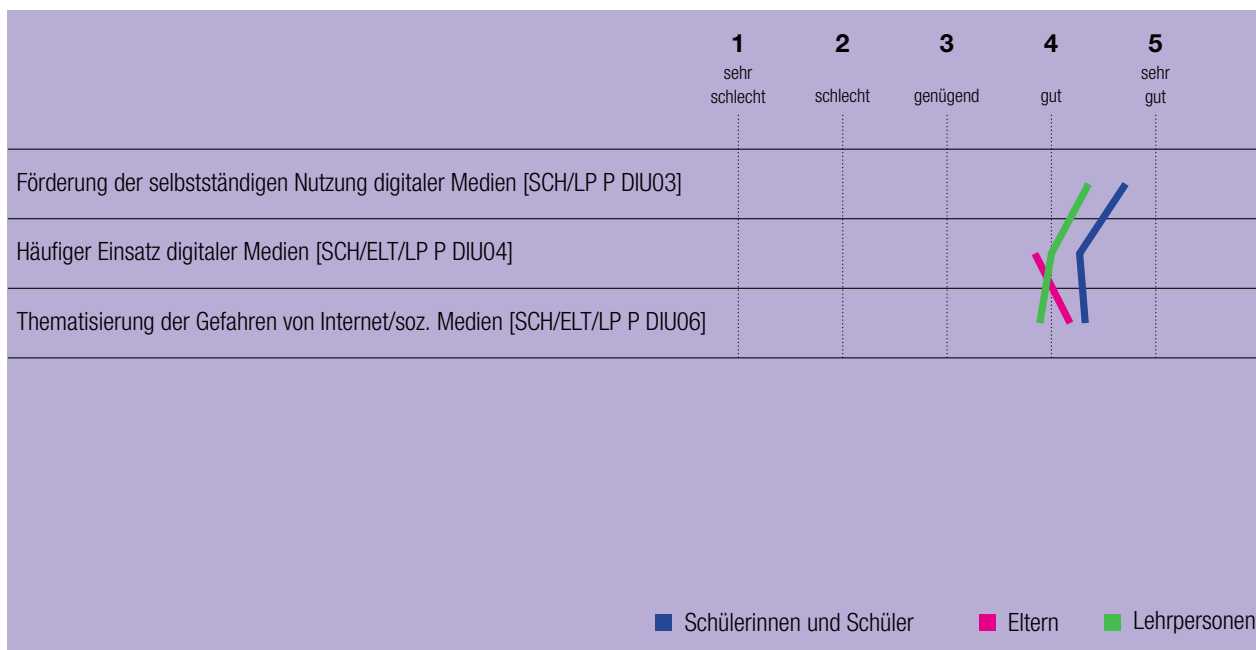 1 2 3 4 5
sehr schlecht schlecht genügend gut sehr gut
Förderung der selbstständigen Nutzung digitaler Medien [SCH/LP P DIU03]
Häufiger Einsatz digitaler Medien [SCH/ELT/LP P DIU04]
Thematisierung der Gefahren von Internet/soz. Medien [SCH/ELT/LP P DIU06]
Schülerinnen und Schüler Eltern Lehrpersonen